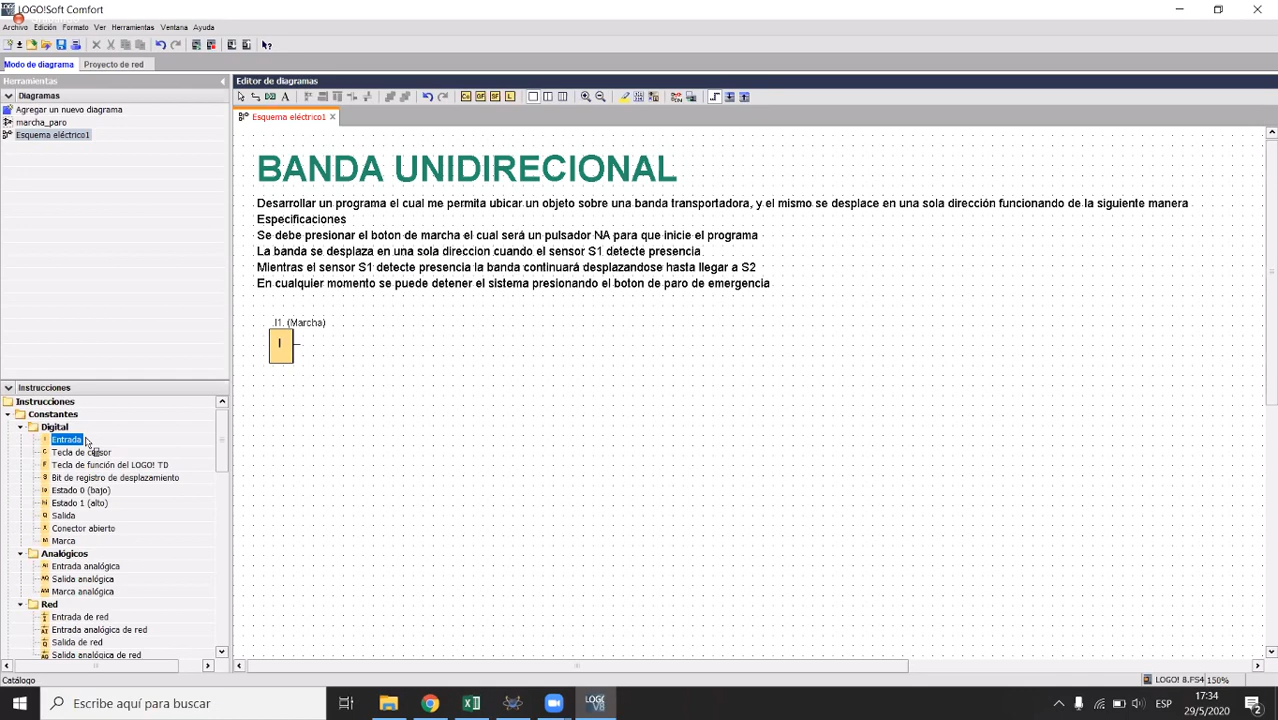 LOGO!Soft Comfort
Archivo Edición Formato Ver Herramientas Ventana Ayuda
Modo de diagrama Proyecto de red
Herramientas
Editor de diagramas
Diagramas
Agregar un nuevo diagrama
marcha_paro
Esquema eléctrico1
Esquema eléctrico1
BANDA UNIDIRECIONAL
Desarrollar un programa el cual me permita ubicar un objeto sobre una banda transportadora, y el mismo se desplace en una sola dirección funcionando de la siguiente manera
Especificaciones
Se debe presionar el boton de marcha el cual será un pulsador NA para que inicie el programa
La banda se desplaza en una sola direccion cuando el sensor S1 detecte presencia
Mientras el sensor S1 detecte presencia la banda continuará desplazandose hasta llegar a S2
En cualquier momento se puede detener el sistema presionando el boton de paro de emergencia
I1. (Marcha)
I
Instrucciones
Instrucciones
Constantes
Digital
Entrada
Tecla de cursor
Tecla de función del LOGO! TD
Bit de registro de desplazamiento
Estado 0 (bajo)
Estado 1 (alto)
Salida
Conector abierto
Marca
Analógicos
Entrada analógica
Salida analógica
Marca analógica
Red
Entrada de red
Entrada analógica de red
Salida de red
Salida analógica de red
Catálogo
LOGO! 8.FS4 150%
Escribe aquí para buscar
ESP
17:34
29/5/2020
2